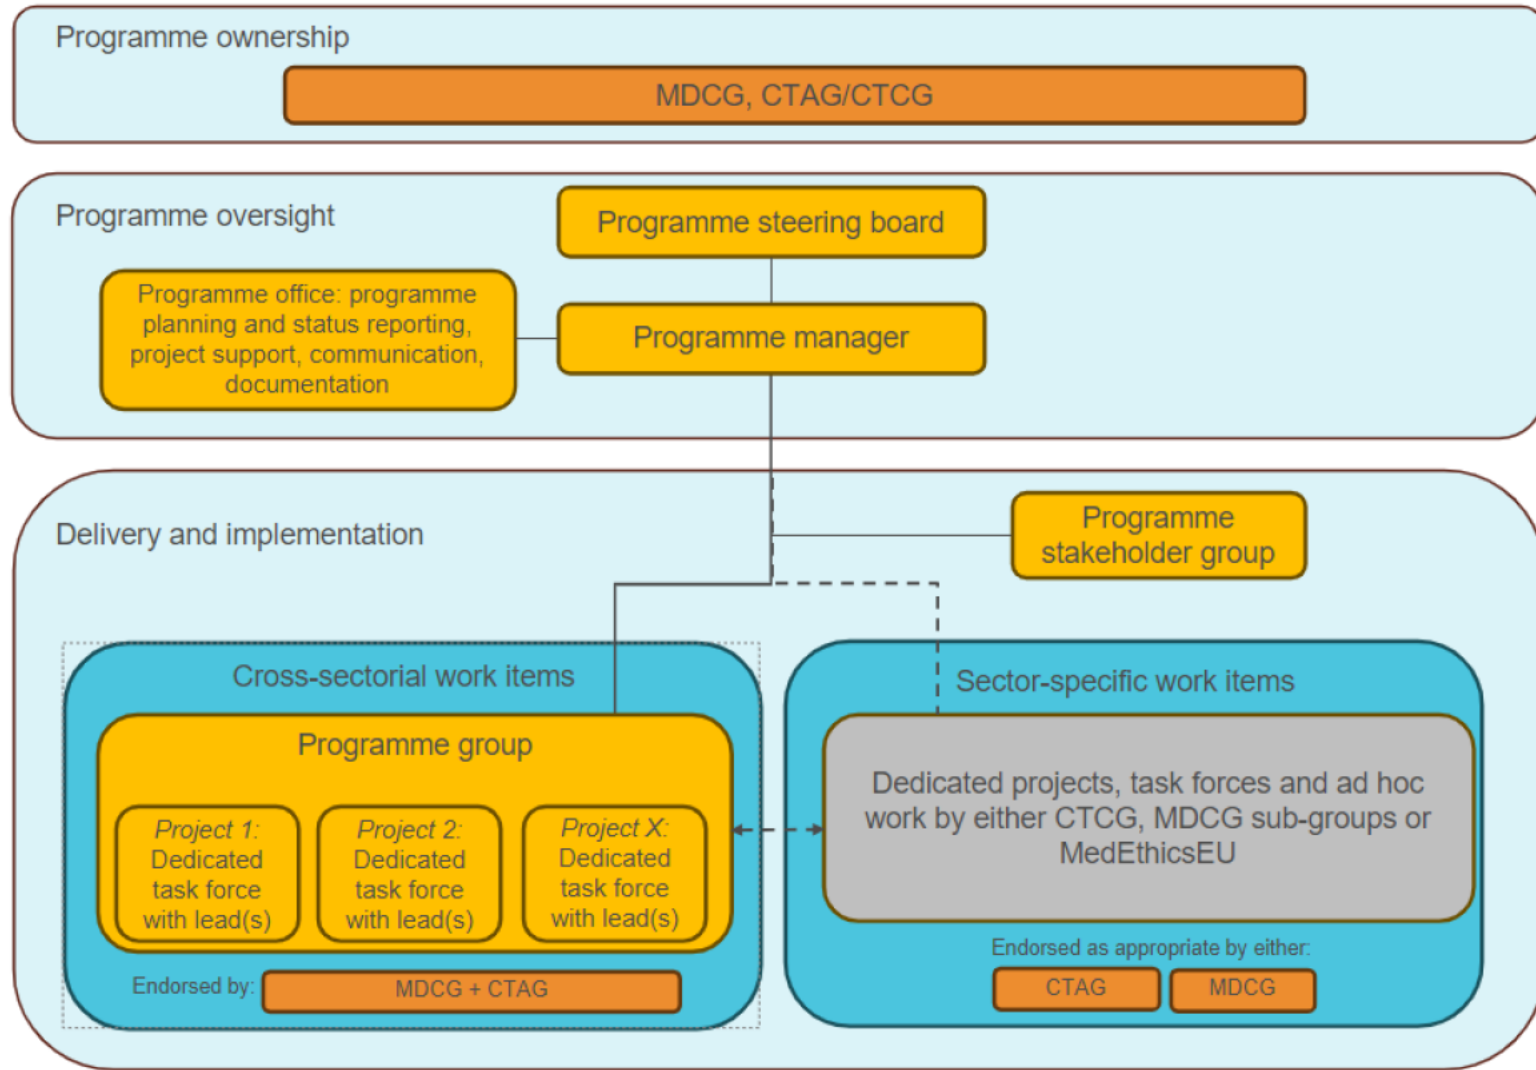 Programme ownership
MDCG, CTAG/CTCG
Programme oversight
Programme steering board
Programme office: programme
planning and status reporting,
project support, communication,
documentation
Programme manager
Delivery and implementation
Programme
stakeholder group
Cross-sectorial work items
Programme group
Project 1:
Dedicated
task force
with lead(s)
Project 2:
Dedicated
task force
with lead(s)
Project X:
Dedicated
task force
with lead(s)
Endorsed by:
MDCG + CTAG
Sector-specific work items
Dedicated projects, task forces and ad hoc
work by either CTCG, MDCG sub-groups or
MedEthicsEU
Endorsed as appropriate by either:
CTAG
MDCG